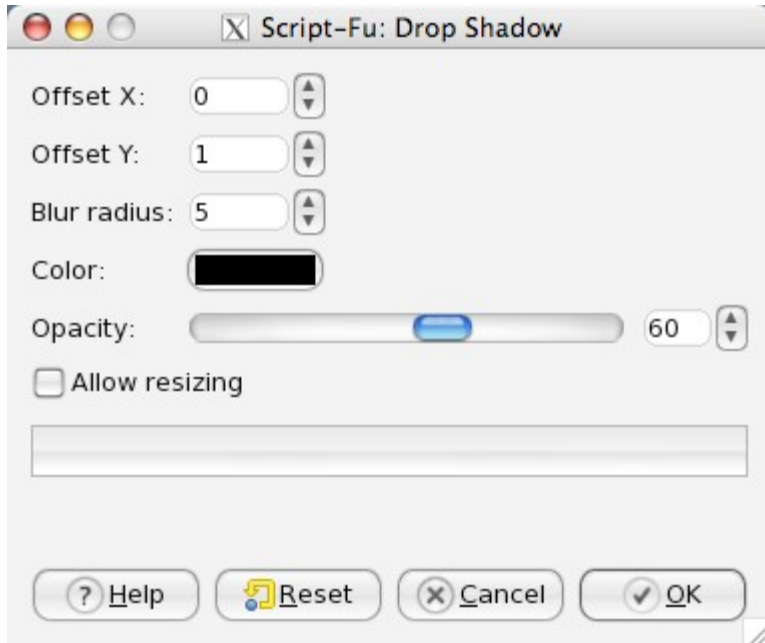 Script-Fu: Drop Shadow
Offset X: 0
Offset Y: 1
Blur radius: 5
Color:
Opacity: 60
Allow resizing
Help Reset Cancel OK